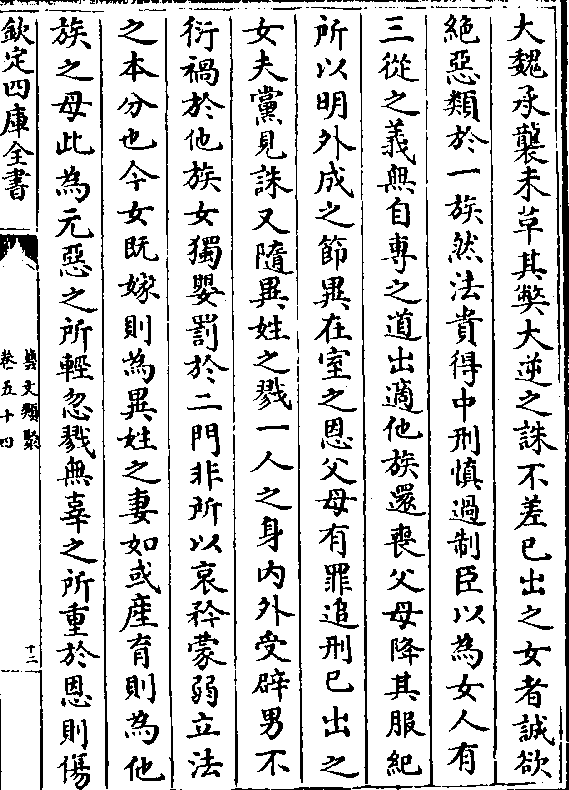 大魏承襲未革其弊大逆之誅不差已出之女者誠欲
絕惡類於一族然法貴得中刑慎過制臣以為女人有
三從之義無自專之道出適他族還喪父母降其服紀
所以明外成之節異在室之恩父母有罪追刑已出之
女夫黨見誅又隨異姓之戮一人之身内外受辟男不
衍禍於他族女獨嬰罰於二門非所以哀矜蒙弱立法
之本分也今女既嫁則為異姓之妻如或產育則為他
族之母此為元惡之所輕忽戮無辜之所重於恩則傷
欽定四庫全書
藝文類聚
卷五十四
十二